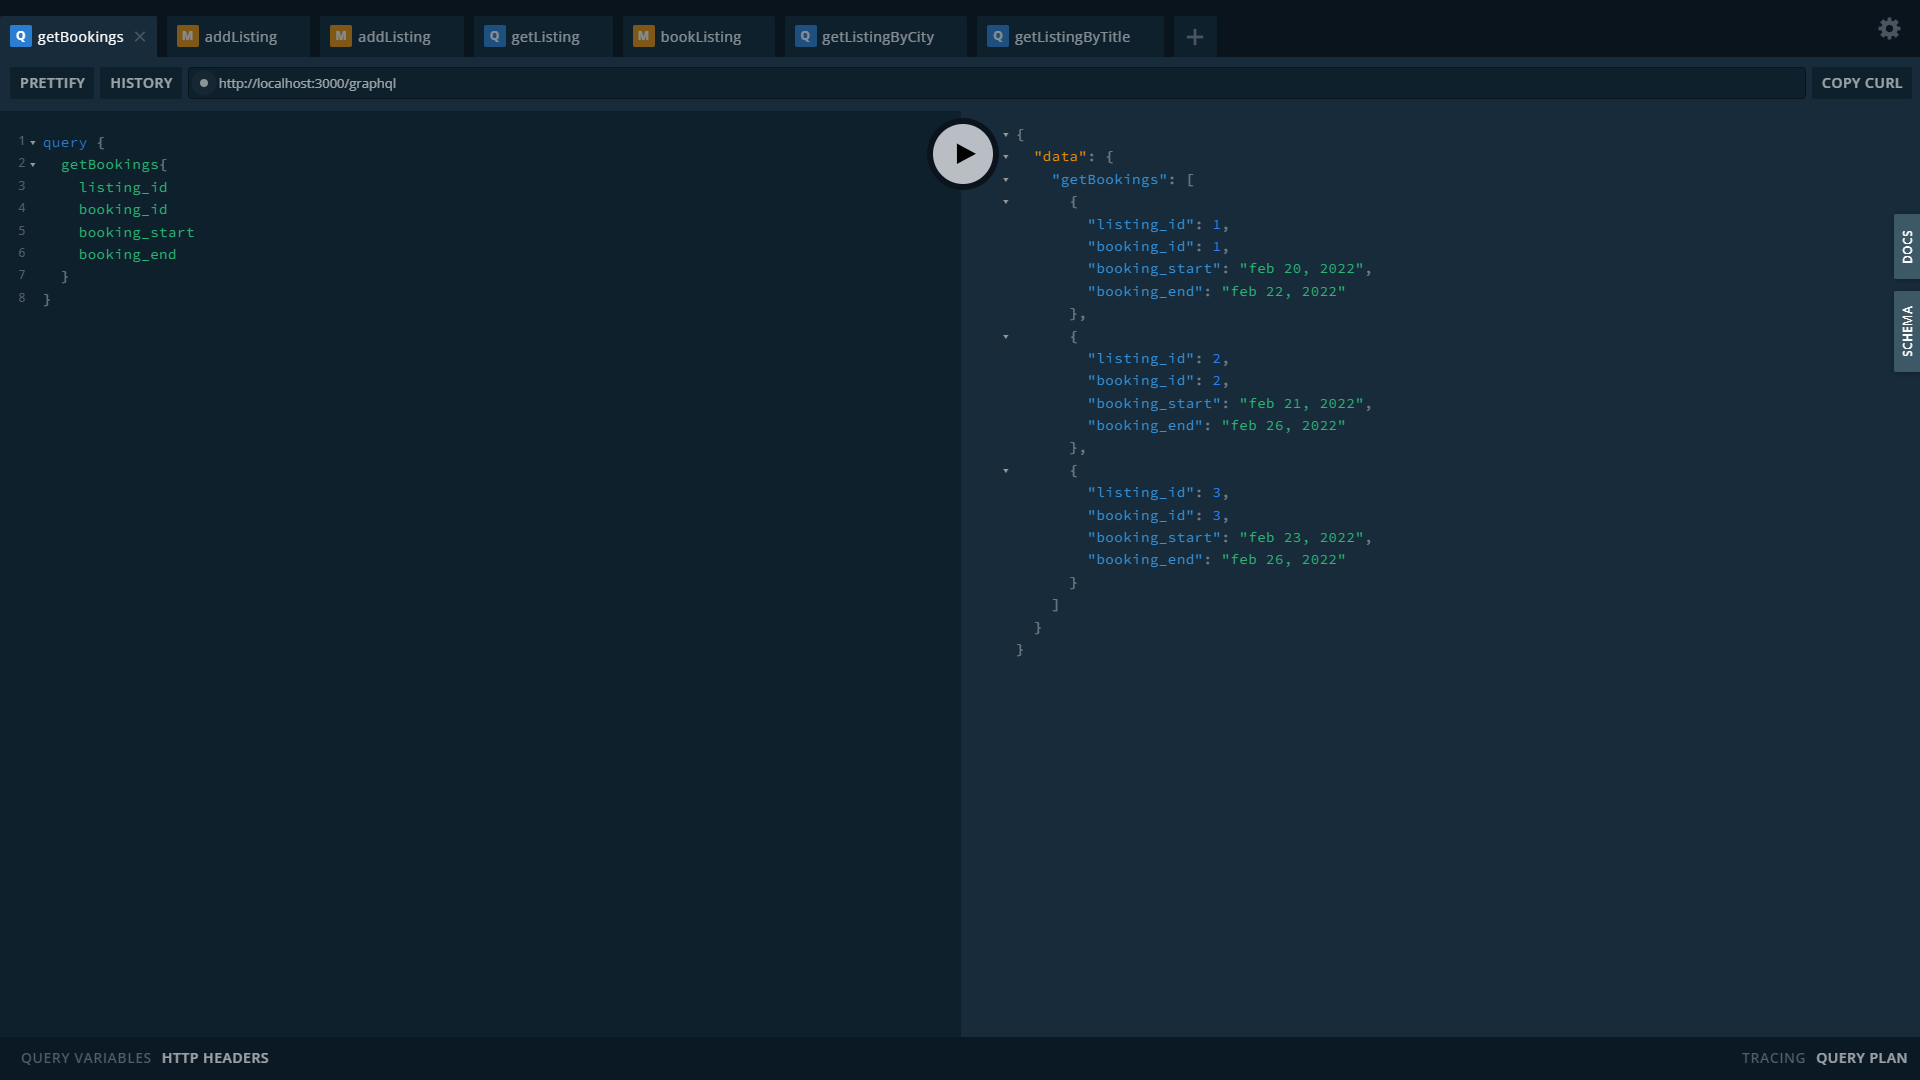 Q getBookings ×
M addListing
M addListing
Q getListing
M bookListing
Q getListingByCity
Q getListingByTitle
+
PRETTIFY
HISTORY
http://localhost:3000/graphql
COPY CURL
1 query {
2 getBookings{
3 listing_id
4 booking_id
5 booking_start
6 booking_end
7 }
8 }
{
"data": {
"getBookings": [
{
"listing_id": 1,
"booking_id": 1,
"booking_start": "feb 20, 2022",
"booking_end": "feb 22, 2022"
},
{
"listing_id": 2,
"booking_id": 2,
"booking_start": "feb 21, 2022",
"booking_end": "feb 26, 2022"
},
{
"listing_id": 3,
"booking_id": 3,
"booking_start": "feb 23, 2022",
"booking_end": "feb 26, 2022"
}
]
}
}
DOCS
SCHEMA
QUERY VARIABLES
HTTP HEADERS
TRACING
QUERY PLAN